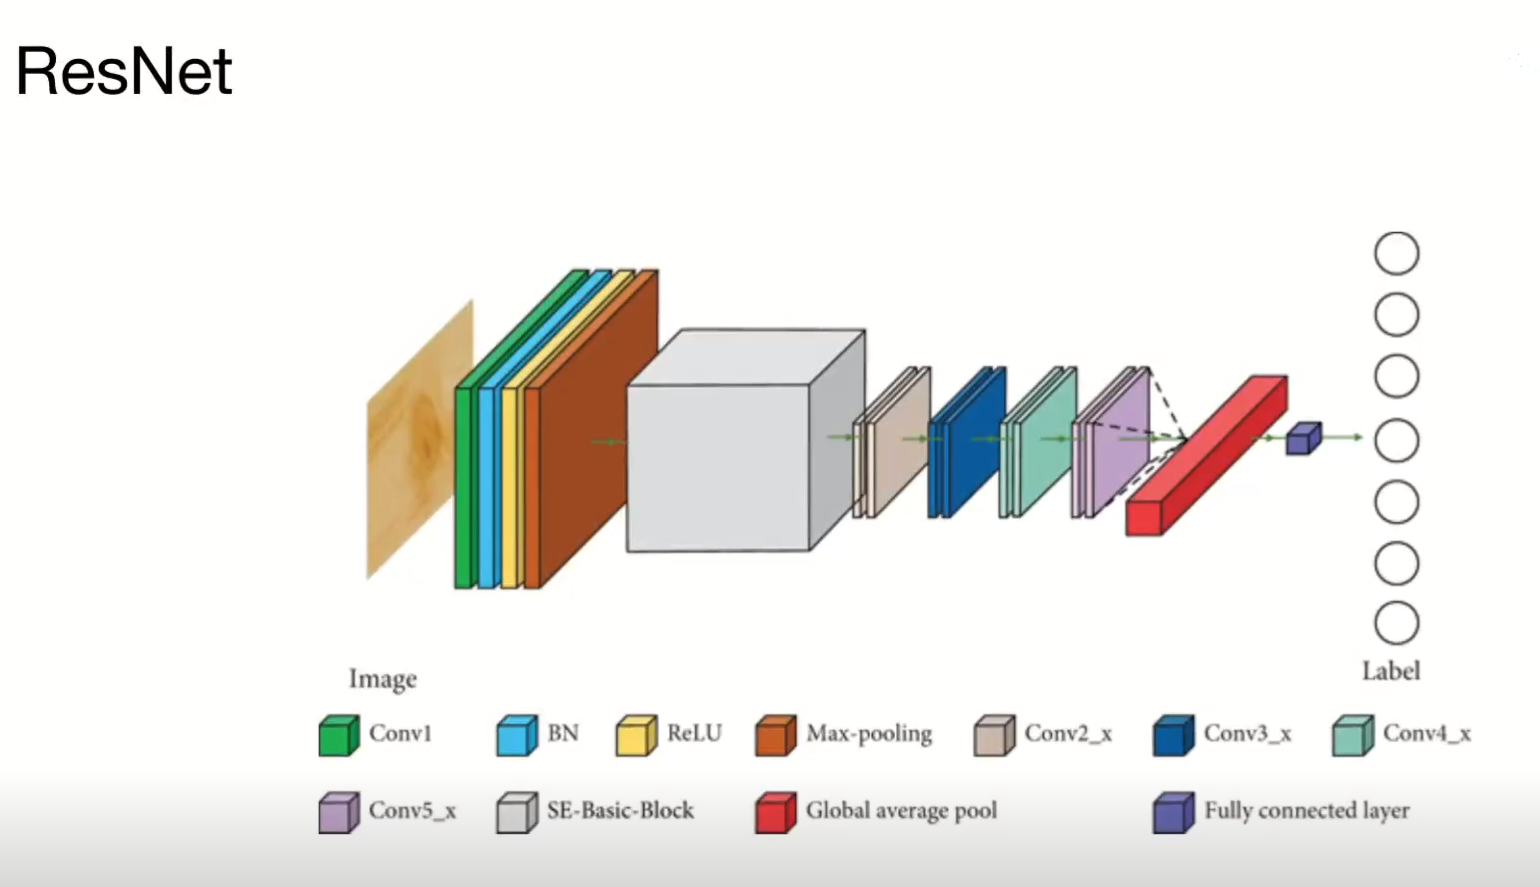 ResNet
Image
Label
Conv1 BN ReLU Max-pooling Conv2_x Conv3_x Conv4_x
Conv5_x SE-Basic-Block Global average pool Fully connected layer